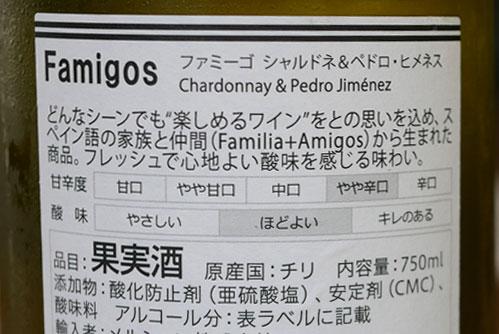 Famigos ファミーゴ シャルドネ&ペドロ・ヒメネス
Chardonnay & Pedro Jiménez
どんなシーンでも“楽しめるワイン”をとの思いを込め、スペ
イン語の家族と仲間(Familia+Amigos)から生まれた
商品。フレッシュで心地よい酸味を感じる味わい。
甘辛度 甘口 やや甘口 中口 やや辛口 辛口
酸味 やさしい ほどよい キレのある
品目:果実酒 原産国:チリ 内容量:750ml
添加物:酸化防止剤(亜硫酸塩)、安定剤(CMC)、
酸味料 アルコール分:表ラベルに記載
輸入者:メルシャン